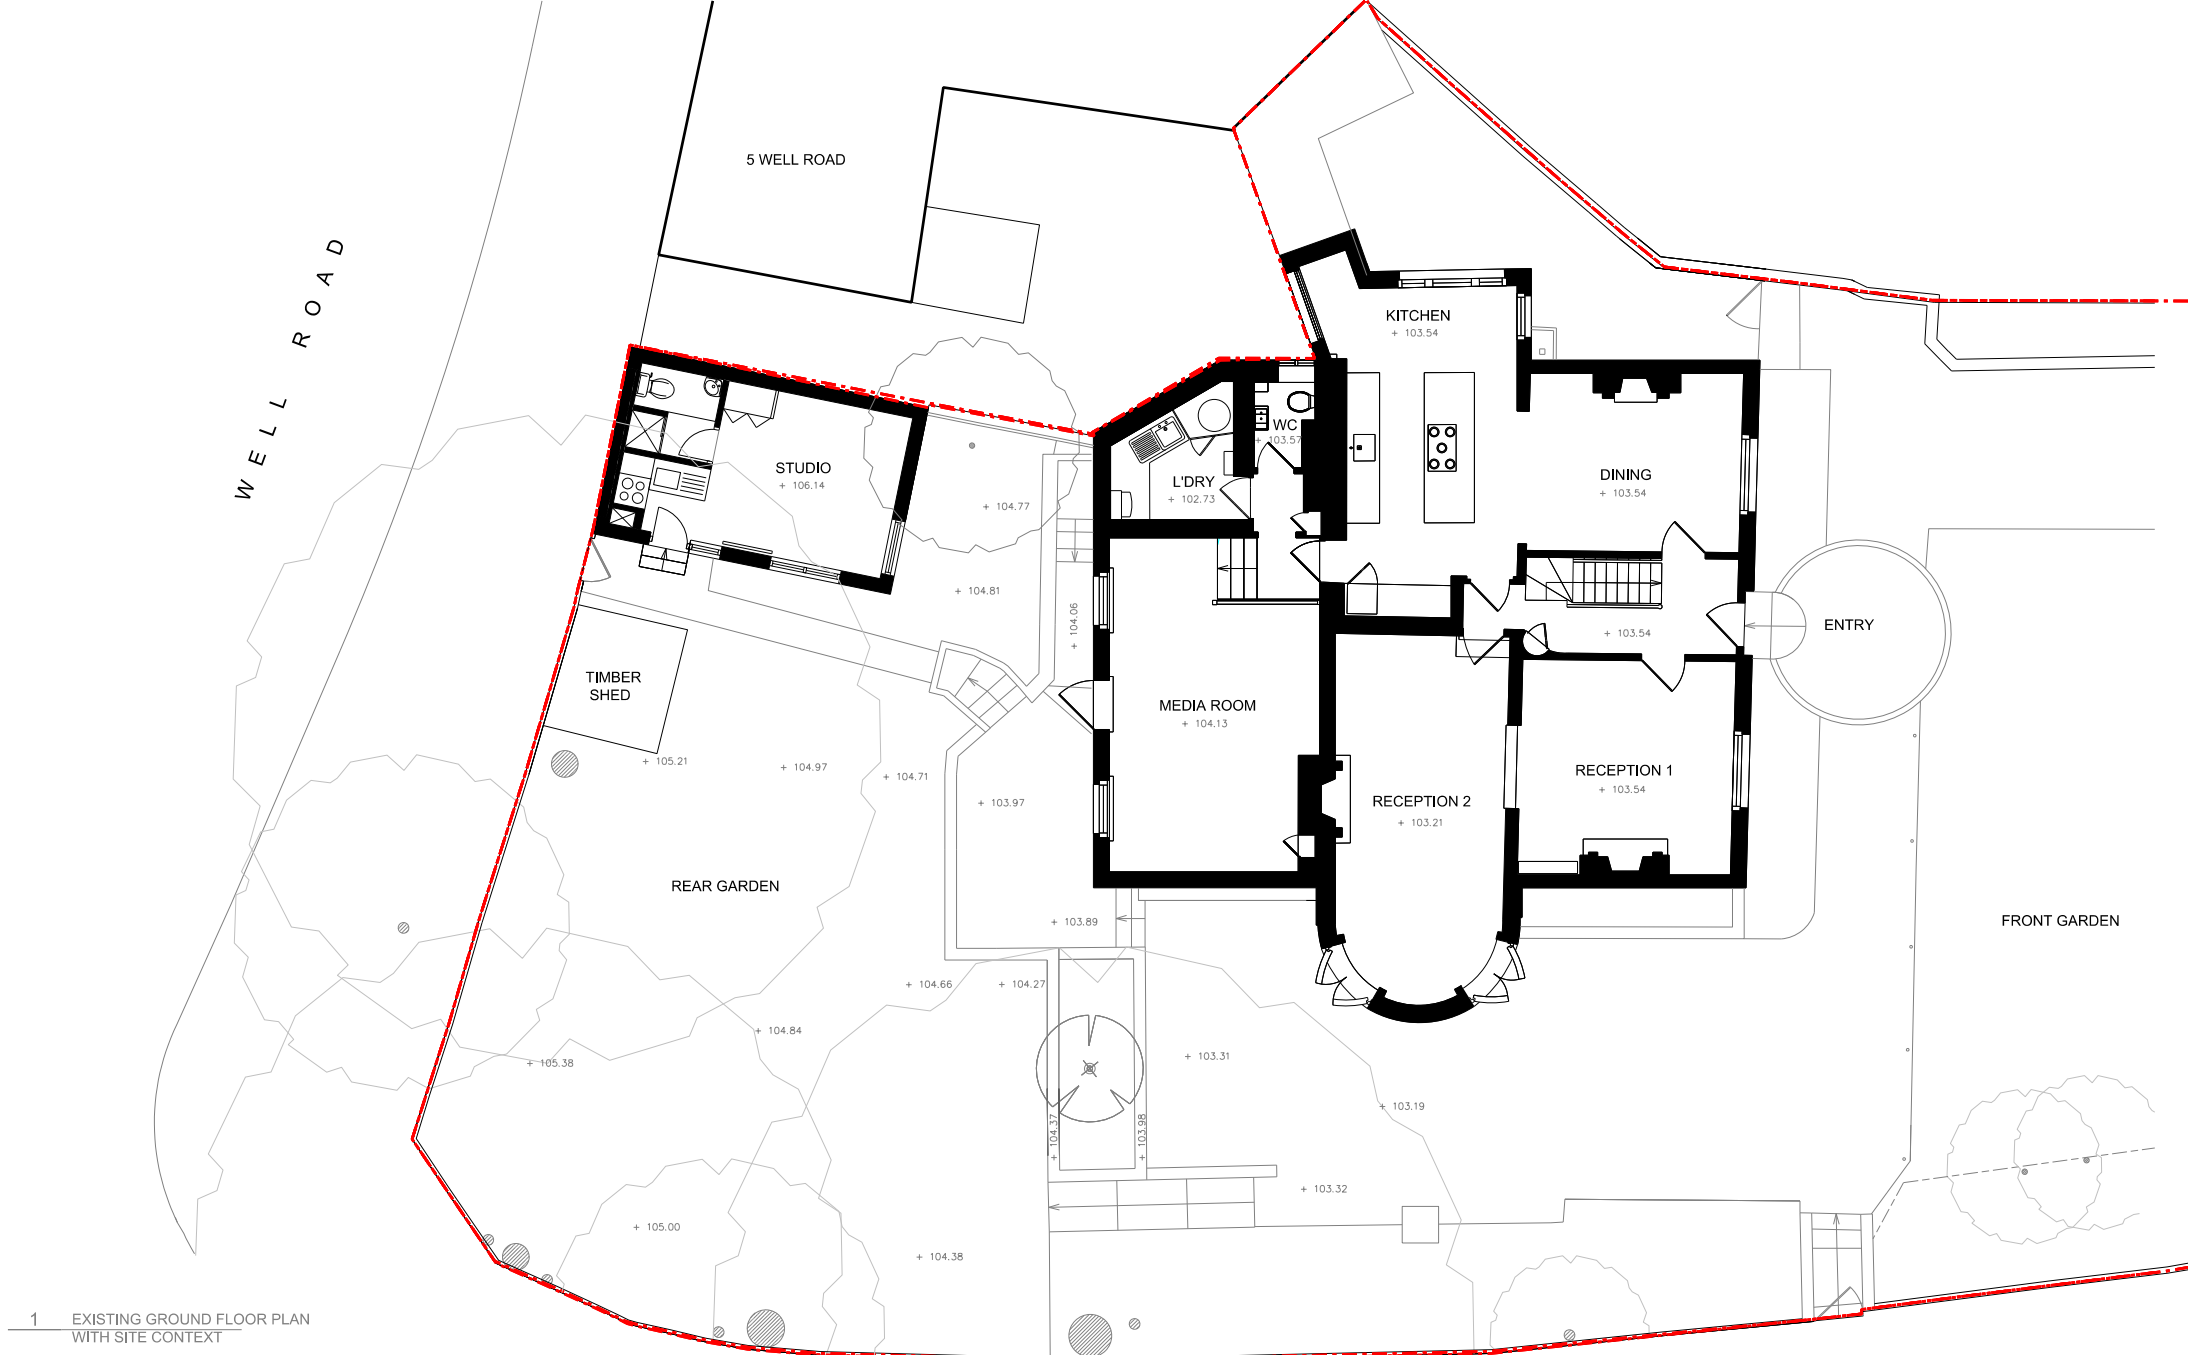 5 WELL ROAD
WELL ROAD
KITCHEN
+ 103.54
WC
+ 103.57
STUDIO
+ 106.14
L'DRY
+ 102.73
DINING
+ 103.54
+ 104.77
+ 104.81
+ 104.06
ENTRY
+ 103.54
TIMBER
SHED
MEDIA ROOM
+ 104.13
+ 105.21
+ 104.97
+ 104.71
+ 103.97
RECEPTION 1
+ 103.54
RECEPTION 2
+ 103.21
REAR GARDEN
+ 103.89
FRONT GARDEN
+ 104.66
+ 104.27
+ 104.84
+ 105.38
+ 103.31
+ 103.19
+ 104.37
+ 103.98
+ 103.32
+ 105.00
+ 104.38
1 EXISTING GROUND FLOOR PLAN
WITH SITE CONTEXT